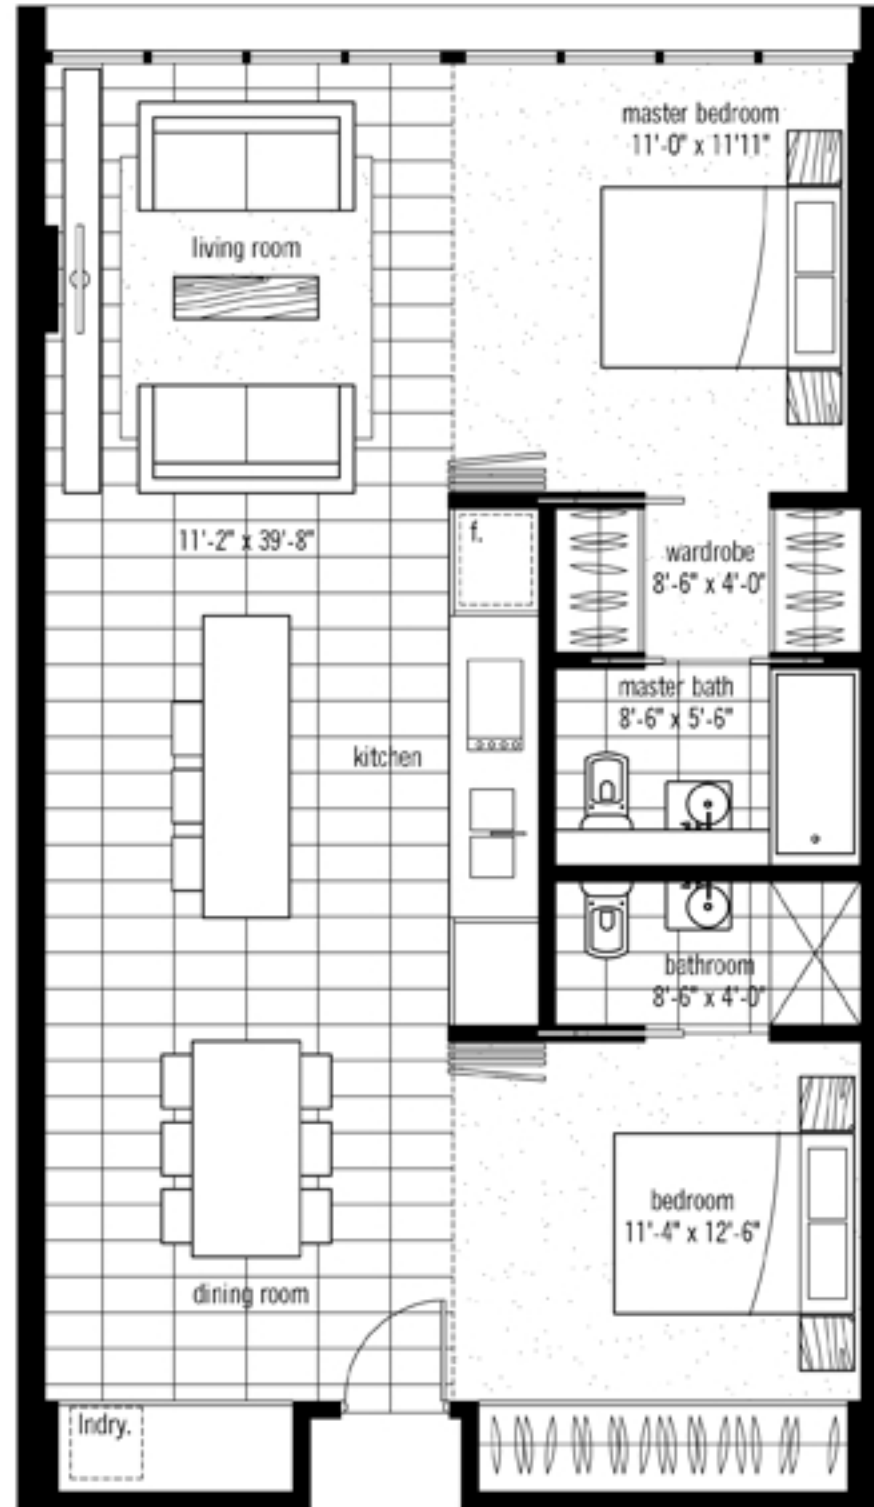 master bedroom
11'-0" x 11'11"
living room
11'-2" x 39'-8"
f.
wardrobe
8'-6" x 4'-0"
master bath
8'-6" x 5'-6"
kitchen
bathroom
8'-6" x 4'-0"
bedroom
11'-4" x 12'-6"
dining room
lndry.